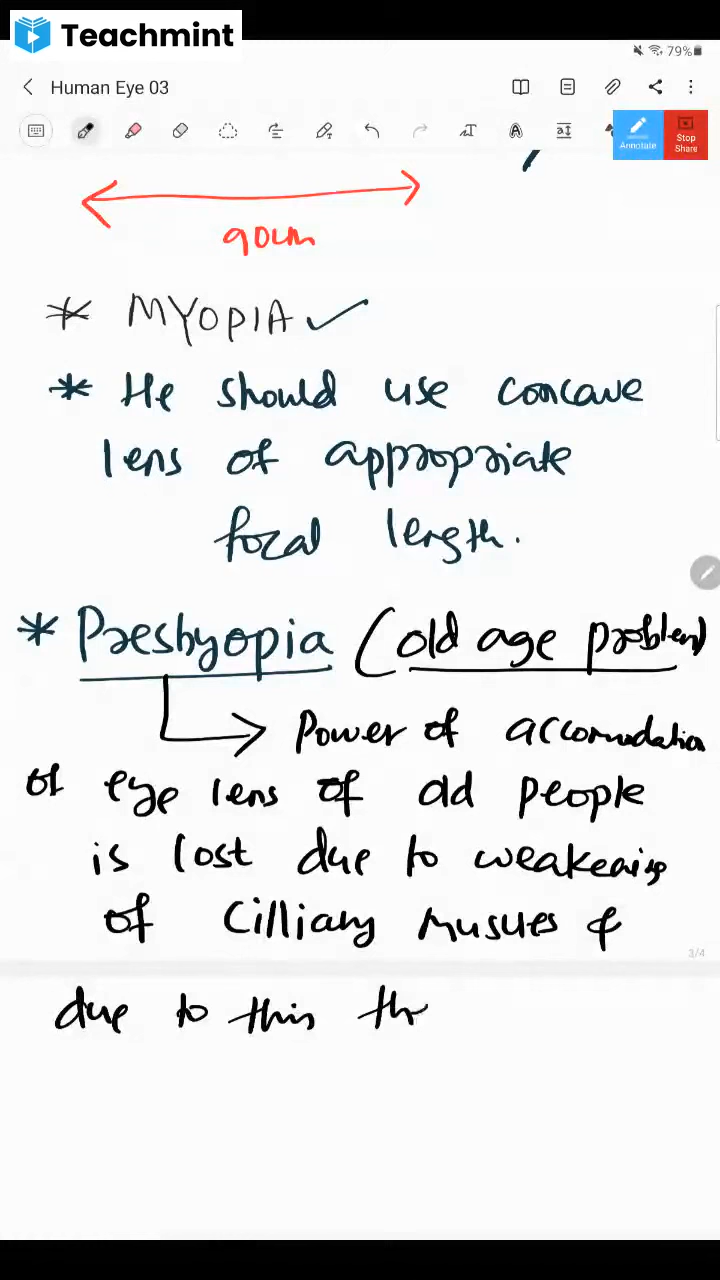 Teachmint
79%
Human Eye 03
Annotate
Stop
Share
90cm
* MYOPIA ✓
* He should use concave
lens of appropriate
focal length.
* Presbyopia (old age problem)
Power of accomodation
of eye lens of old people
is lost due to weakening
of Cilliary Muscles &
3/4
due to this th